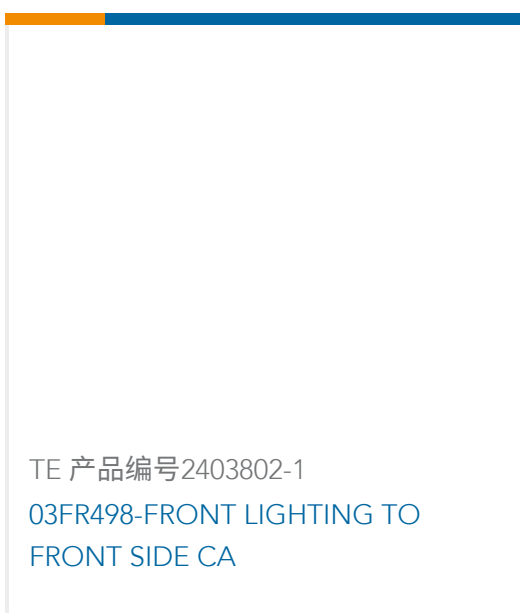 TE 产品编号2403802-1
03FR498-FRONT LIGHTING TO
FRONT SIDE CA